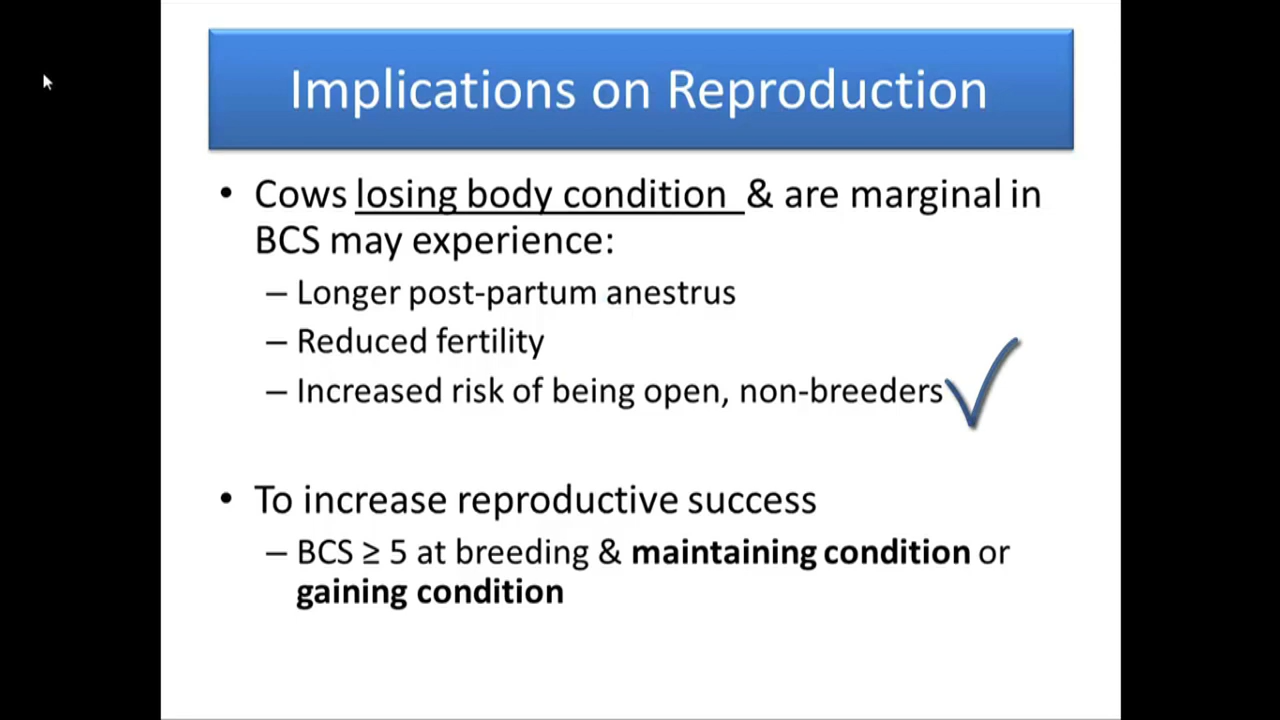 Implications on Reproduction
• Cows losing body condition & are marginal in
BCS may experience:
– Longer post-partum anestrus
– Reduced fertility
– Increased risk of being open, non-breeders
• To increase reproductive success
– BCS ≥ 5 at breeding & maintaining condition or
gaining condition